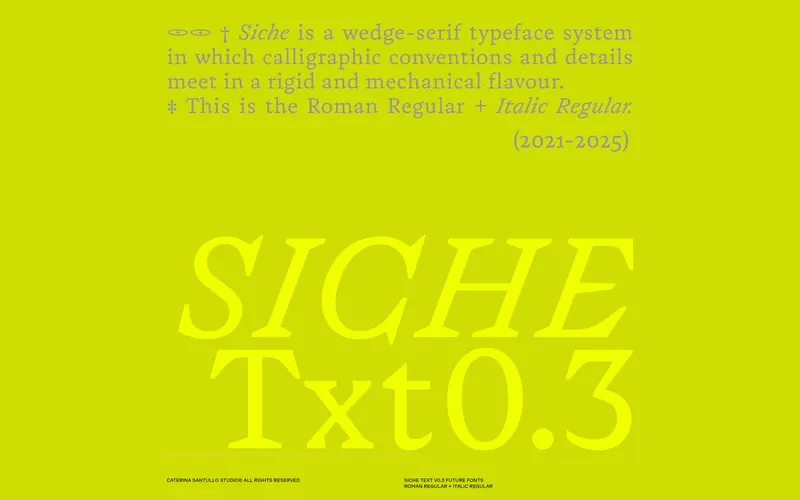 † Siche is a wedge-serif typeface system
in which calligraphic conventions and details
meet in a rigid and mechanical flavour.
‡ This is the Roman Regular + Italic Regular.
(2021-2025)
SICHE
Txt0.3
CATERINA SANTULLO STUDIO© ALL RIGHTS RESERVED
SICHE TEXT V0.3 FUTURE FONTS
ROMAN REGULAR + ITALIC REGULAR